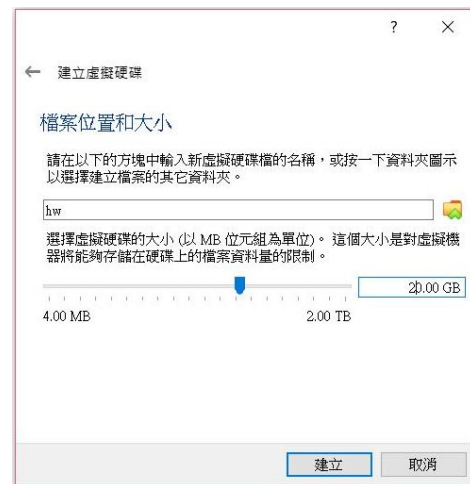 ?
← 建立虛擬硬碟
檔案位置和大小
請在以下的方塊中輸入新虛擬硬碟檔的名稱，或按一下資料夾圖示
以選擇建立檔案的其它資料夾。
hw
選擇虛擬硬碟的大小 (以 MB 位元組為單位)。 這個大小是對虛擬機
器將能夠存儲在硬碟上的檔案資料量的限制。
20.00 GB
4.00 MB 2.00 TB
建立 取消